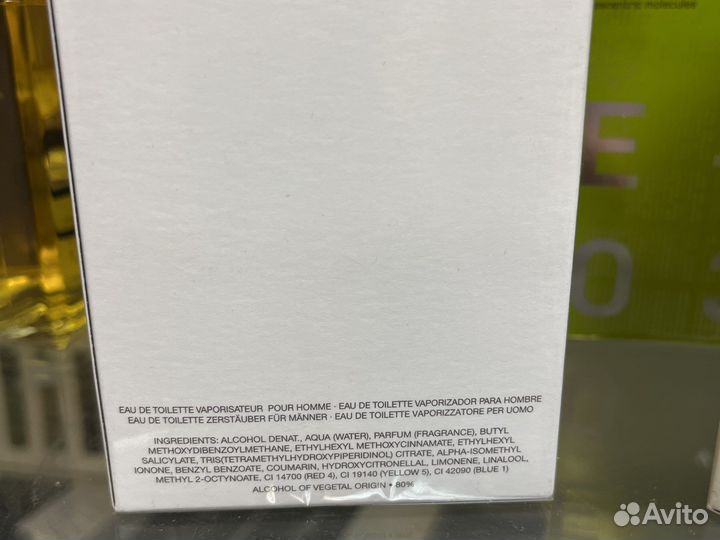 escentric molecules
E
03
EAU DE TOILETTE VAPORISATEUR POUR HOMME · EAU DE TOILETTE VAPORIZADOR PARA HOMBRE
EAU DE TOILETTE ZERSTÄUBER FÜR MÄNNER · EAU DE TOILETTE VAPORIZZATORE PER UOMO
INGREDIENTS: ALCOHOL DENAT., AQUA (WATER), PARFUM (FRAGRANCE), BUTYL
METHOXYDIBENZOYLMETHANE, ETHYLHEXYL METHOXYCINNAMATE, ETHYLHEXYL
SALICYLATE, TRIS(TETRAMETHYLHYDROXYPIPERIDINOL) CITRATE, ALPHA-ISOMETHYL
IONONE, BENZYL BENZOATE, COUMARIN, HYDROXYCITRONELLAL, LIMONENE, LINALOOL,
METHYL 2-OCTYNOATE, CI 14700 (RED 4), CI 19140 (YELLOW 5), CI 42090 (BLUE 1)
ALCOHOL OF VEGETAL ORIGIN • 80%
Avito